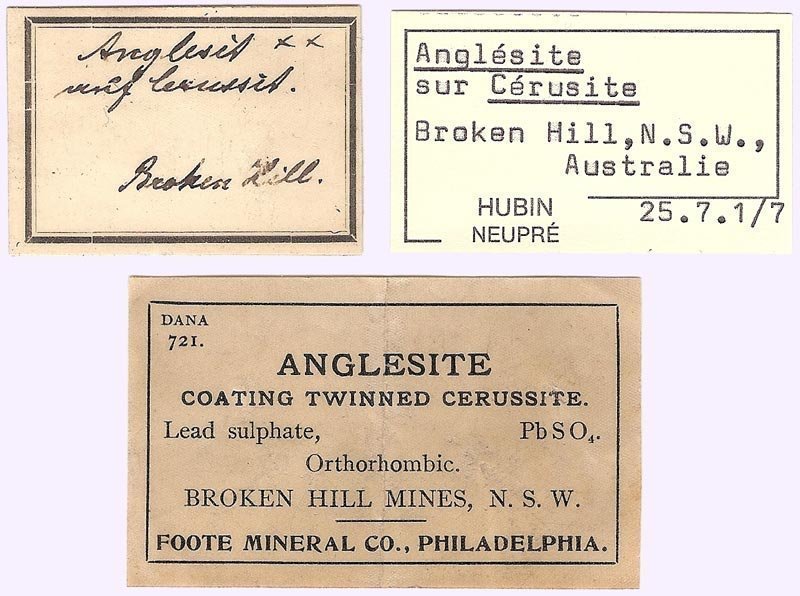 Anglesit xx
auf Cerussit.
Broken Hill.
Anglésite
sur Cérusite
Broken Hill, N.S.W.,
Australie
HUBIN
NEUPRÉ
25.7.1/7
DANA
721.
ANGLESITE
COATING TWINNED CERUSSITE.
Lead sulphate, PbSO₄.
Orthorhombic.
BROKEN HILL MINES, N. S. W.
FOOTE MINERAL CO., PHILADELPHIA.